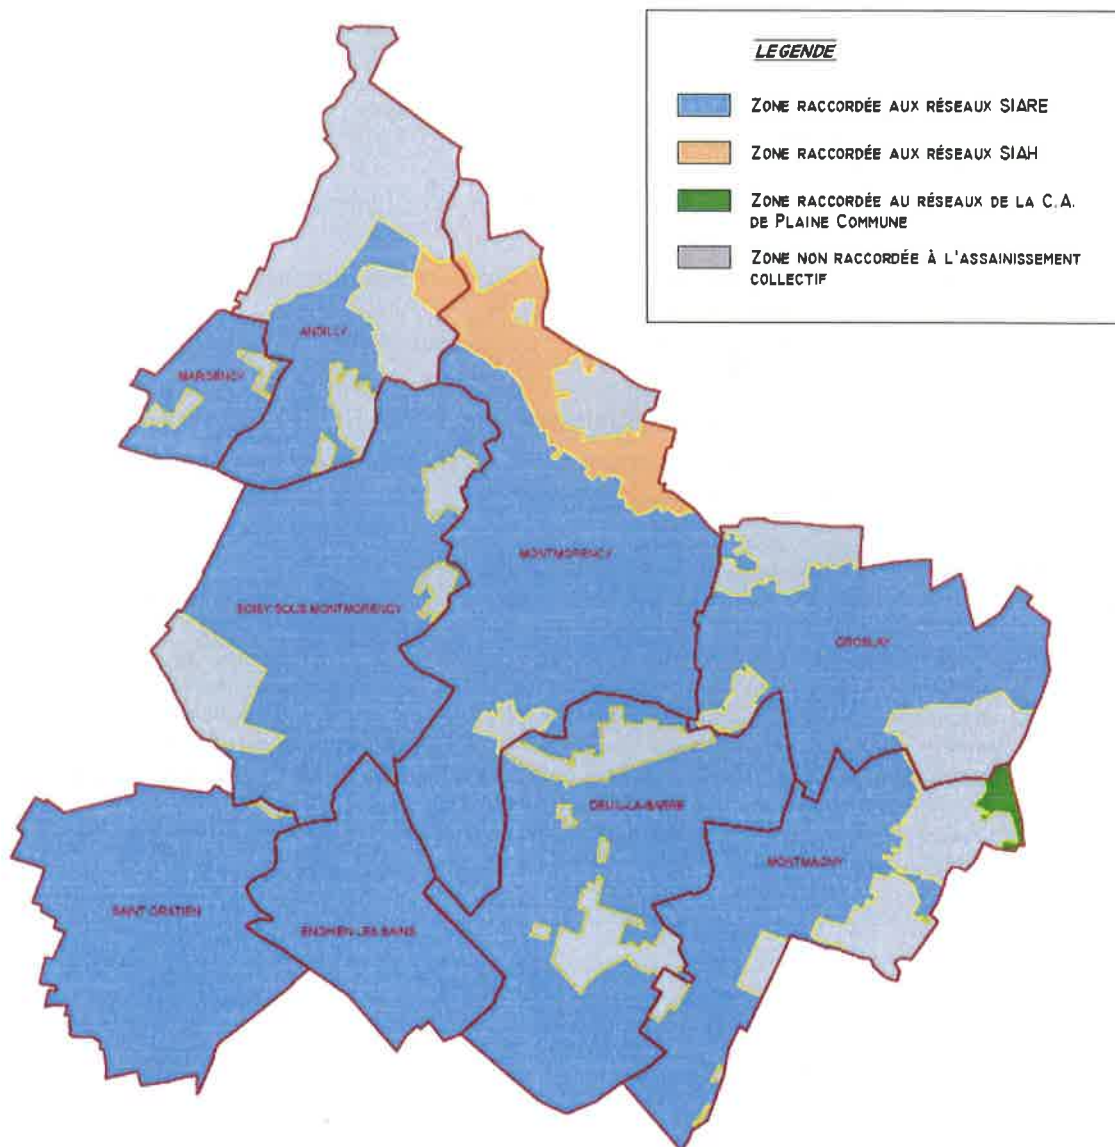 LEGENDE
ZONE RACCORDÉE AUX RÉSEAUX SIARE
ZONE RACCORDÉE AUX RÉSEAUX SIAH
ZONE RACCORDÉE AU RÉSEAUX DE LA C.A.
DE PLAINE COMMUNE
ZONE NON RACCORDÉE À L'ASSAINISSEMENT
COLLECTIF
ANDILLY
MARGENCY
MONTMORENCY
SOISY SOUS MONTMORENCY
GROSLAY
DEUIL-LA-BARRE
MONTMAGNY
SAINT GRATIEN
ENGHIEN-LES-BAINS